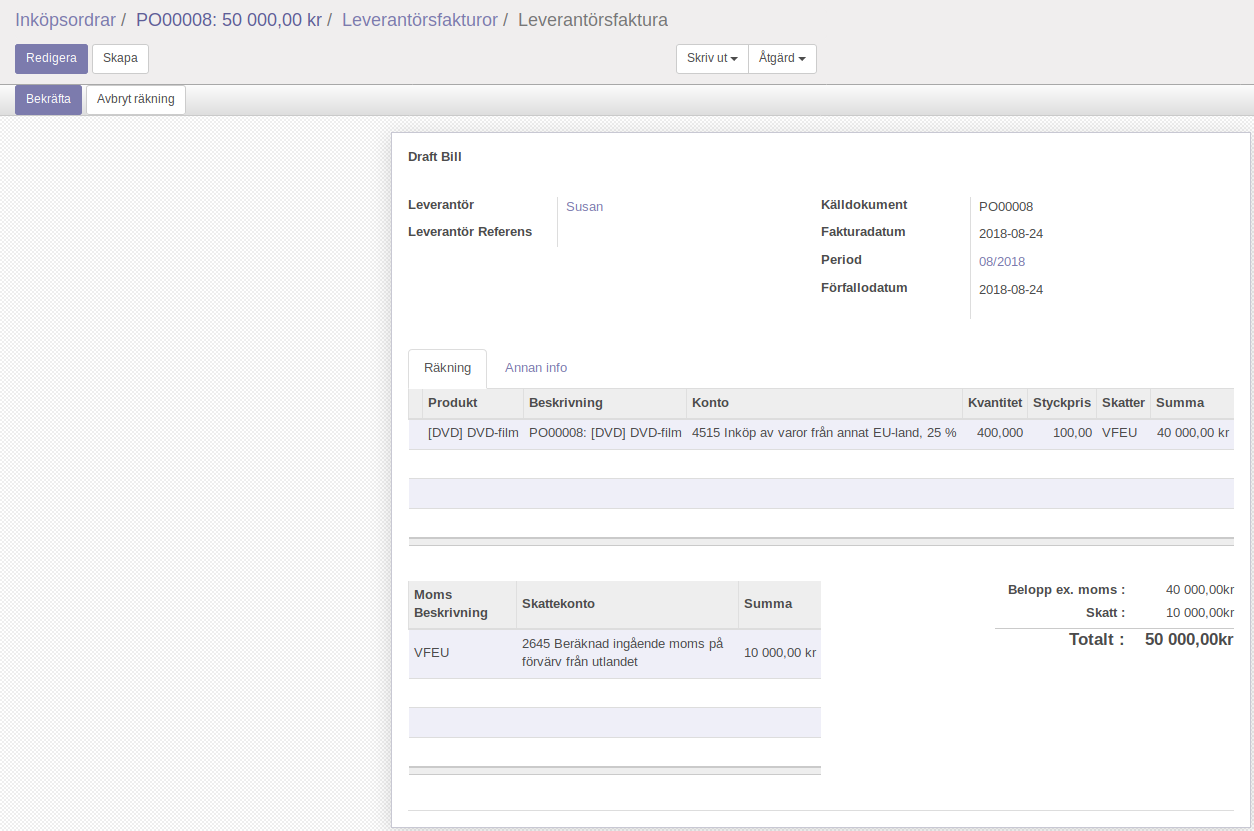 Inköpsordrar / PO00008: 50 000,00 kr / Leverantörsfakturor / Leverantörsfaktura
Redigera Skapa Skriv ut Åtgärd
Bekräfta Avbryt räkning
Draft Bill
Leverantör Susan Källdokument PO00008
Leverantör Referens Fakturadatum 2018-08-24
Period 08/2018
Förfallodatum 2018-08-24
Räkning Annan info
Produkt Beskrivning Konto Kvantitet Styckpris Skatter Summa
[DVD] DVD-film PO00008: [DVD] DVD-film 4515 Inköp av varor från annat EU-land, 25 % 400,000 100,00 VFEU 40 000,00 kr
Moms
Beskrivning Skattekonto Summa
VFEU 2645 Beräknad ingående moms på
förvärv från utlandet 10 000,00 kr
Belopp ex. moms : 40 000,00kr
Skatt : 10 000,00kr
Totalt : 50 000,00kr